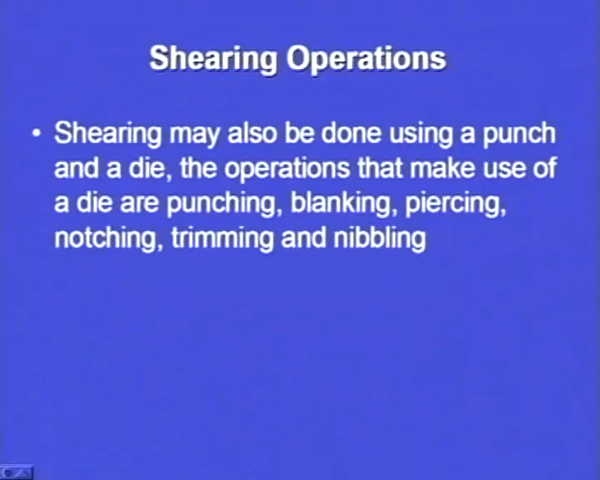 Shearing Operations
• Shearing may also be done using a punch
and a die, the operations that make use of
a die are punching, blanking, piercing,
notching, trimming and nibbling